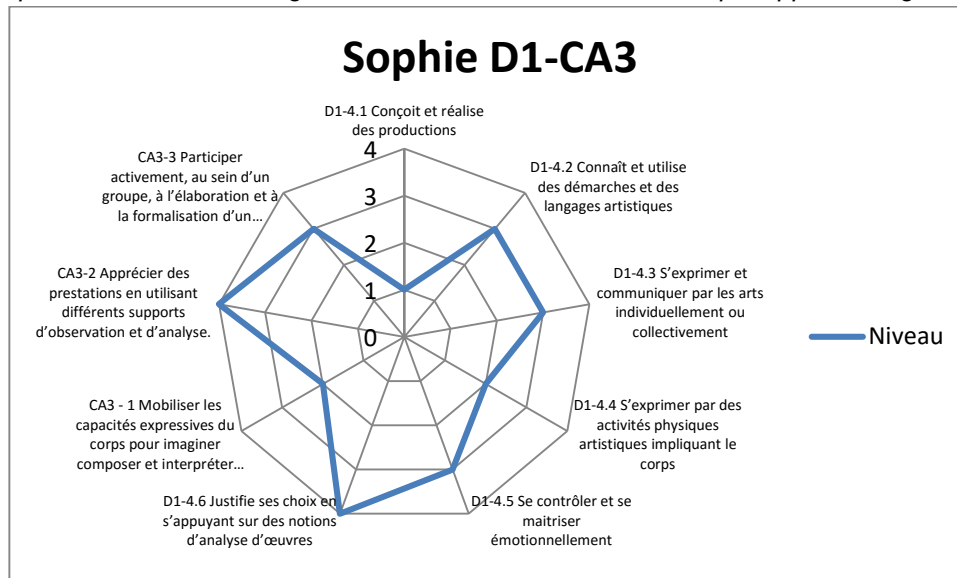 Sophie D1-CA3
D1-4.1 Conçoit et réalise
des productions
D1-4.2 Connaît et utilise
des démarches et des
langages artistiques
D1-4.3 S’exprimer et
communiquer par les arts
individuellement ou
collectivement
D1-4.4 S’exprimer par des
activités physiques
artistiques impliquant le
corps
D1-4.5 Se contrôler et se
maitriser
émotionnellement
D1-4.6 Justifie ses choix en
s’appuyant sur des notions
d’analyse d’œuvres
CA3 - 1 Mobiliser les
capacités expressives du
corps pour imaginer
composer et interpréter…
CA3-2 Apprécier des
prestations en utilisant
différents supports
d’observation et d’analyse.
CA3-3 Participer
activement, au sein d’un
groupe, à l’élaboration et à
la formalisation d’un…
4
3
2
1
0
Niveau